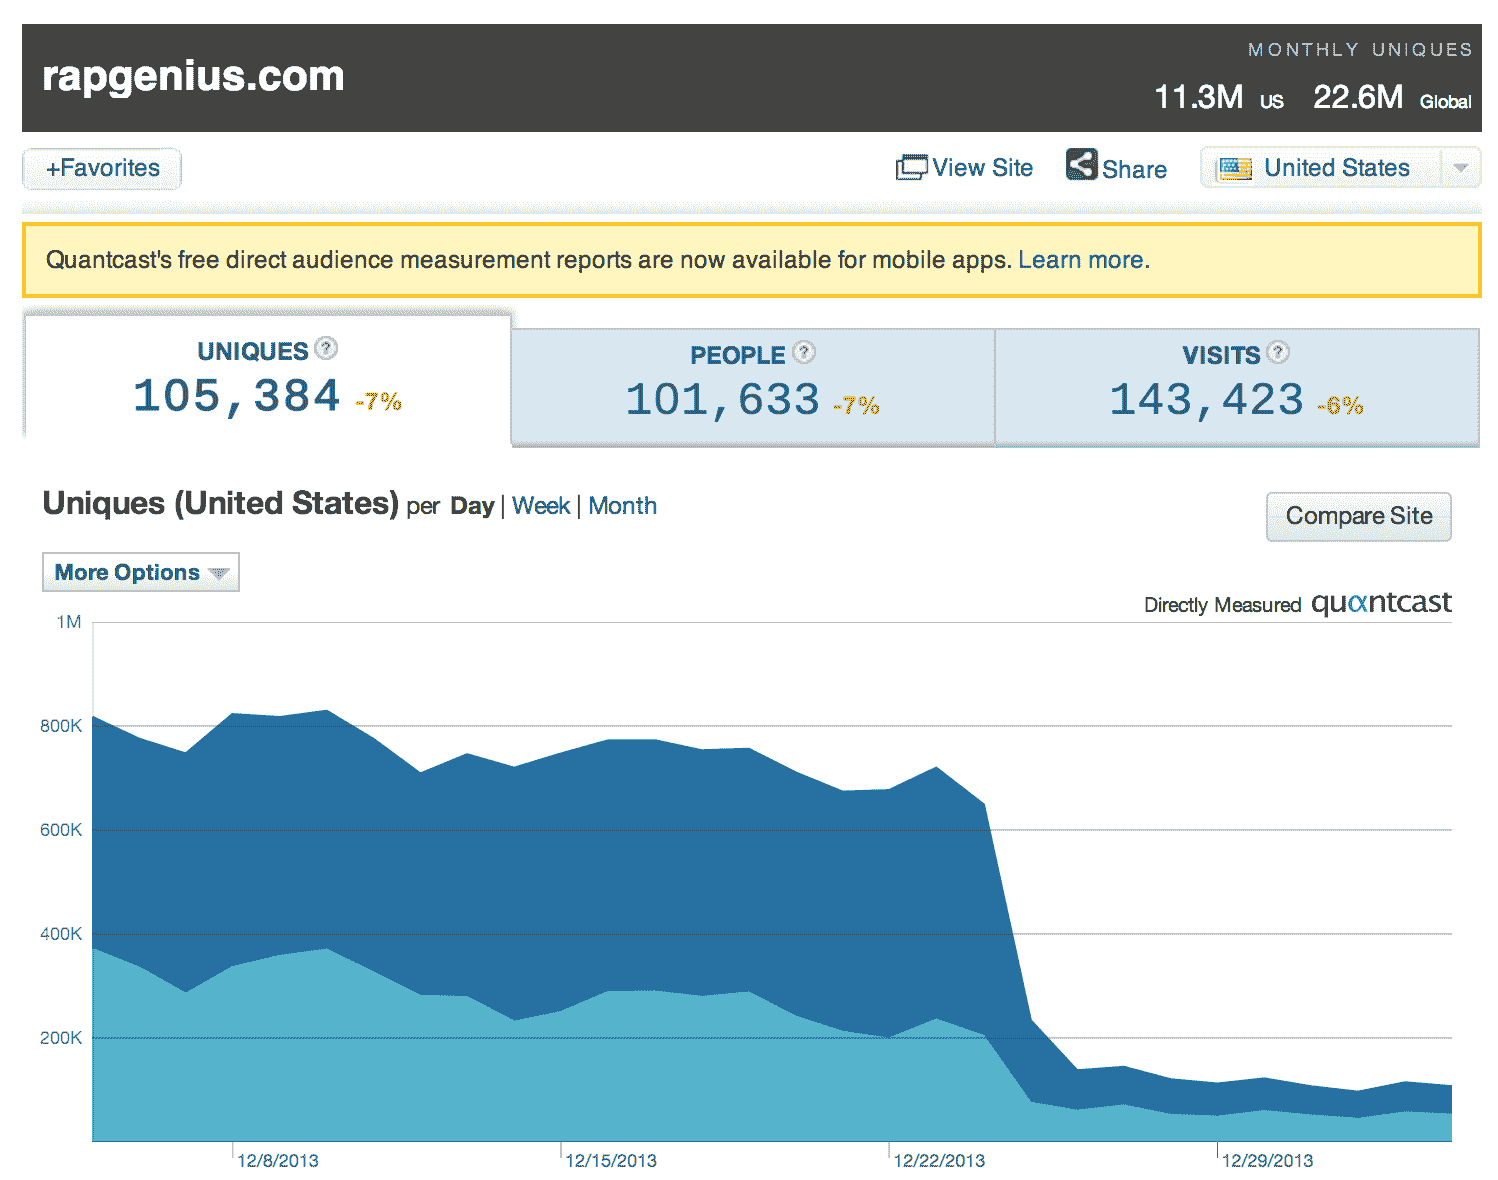 MONTHLY UNIQUES
rapgenius.com
11.3M US 22.6M Global
+Favorites View Site Share United States
Quantcast's free direct audience measurement reports are now available for mobile apps. Learn more.
UNIQUES ? PEOPLE ? VISITS ?
105,384 -7% 101,633 -7% 143,423 -6%
Uniques (United States) per Day | Week | Month
Compare Site
More Options
Directly Measured quantcast
1M
800K
600K
400K
200K
12/8/2013 12/15/2013 12/22/2013 12/29/2013